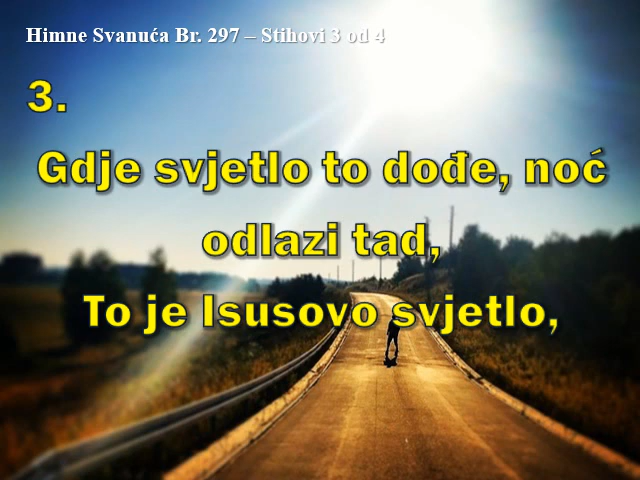 Himne Svanuća Br. 297 – Stihovi 3 od 4
3.
Gdje svjetlo to dođe, noć
odlazi tad,
To je Isusovo svjetlo,